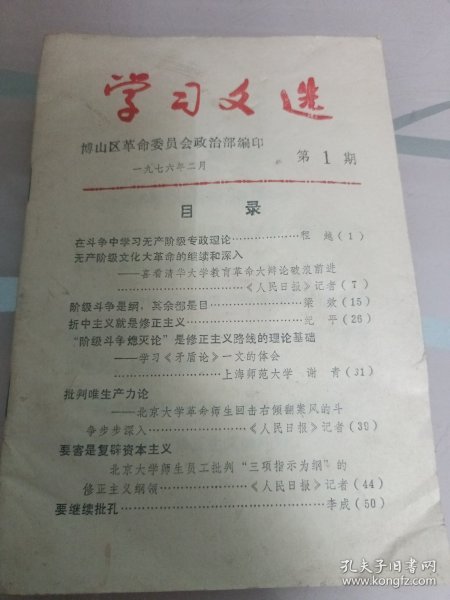 学习文选
博山区革命委员会政治部编印
一九七六年二月
第1期
目 录
在斗争中学习无产阶级专政理论………………程 越(1)
无产阶级文化大革命的继续和深入
——喜看清华大学教育革命大辩论破浪前进
………………《人民日报》记者(7)
阶级斗争是纲,其余都是目………………梁 效(15)
折中主义就是修正主义………………元 平(26)
“阶级斗争熄灭论”是修正主义路线的理论基础
——学习《矛盾论》一文的体会
………………上海师范大学 谢 青(31)
批判唯生产力论
——北京大学革命师生回击右倾翻案风的斗
争步步深入………………《人民日报》记者(39)
要害是复辟资本主义
北京大学师生员工批判“三项指示为纲”的
修正主义纲领………………《人民日报》记者(44)
要继续批孔………………李成(50)
孔夫子旧书网
www.kongfz.com